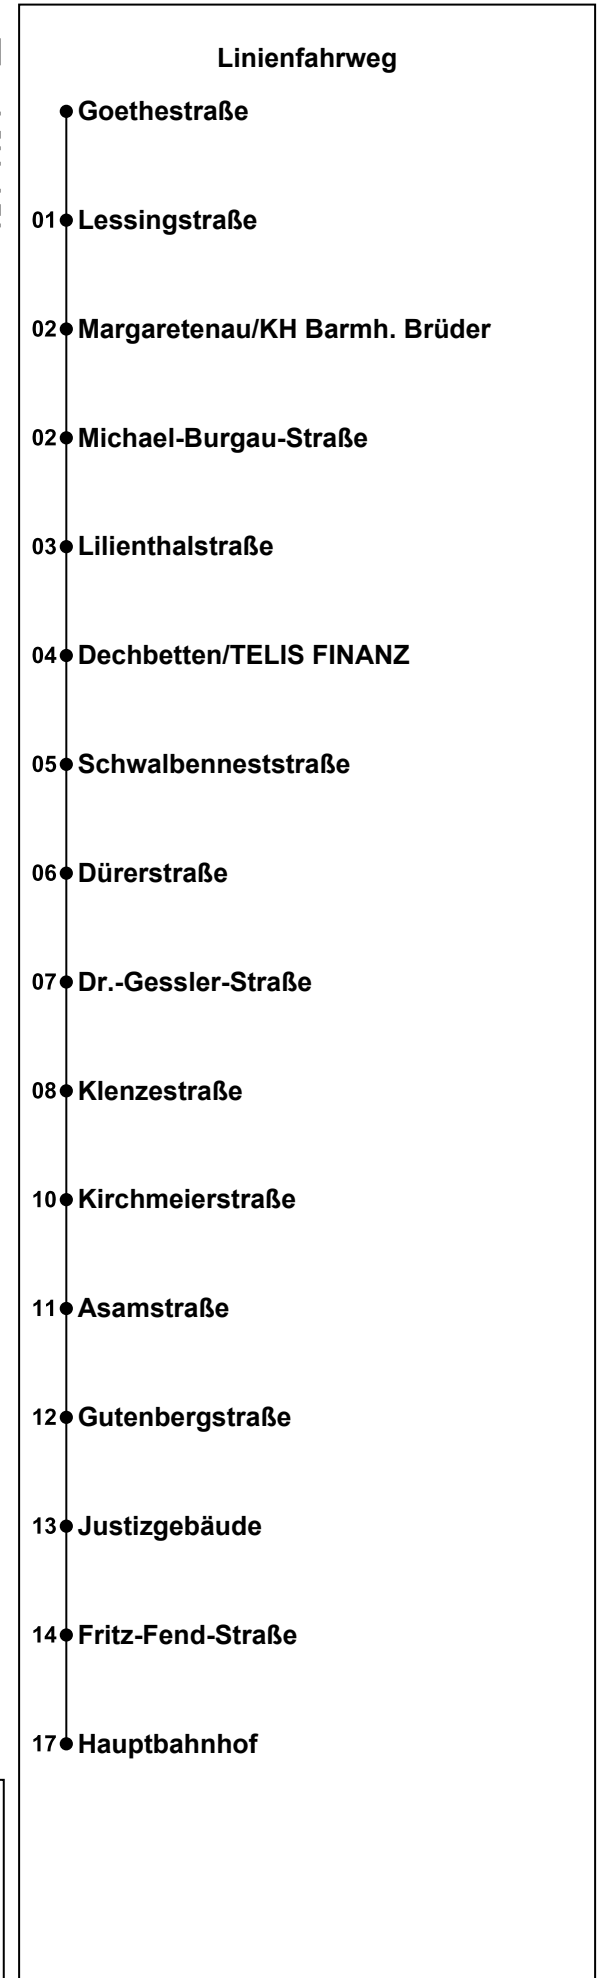 Linienfahrweg
Goethestraße
01 Lessingstraße
02 Margaretenau/KH Barmh. Brüder
02 Michael-Burgau-Straße
03 Lilienthalstraße
04 Dechbetten/TELIS FINANZ
05 Schwalbenneststraße
06 Dürerstraße
07 Dr.-Gessler-Straße
08 Klenzestraße
10 Kirchmeierstraße
11 Asamstraße
12 Gutenbergstraße
13 Justizgebäude
14 Fritz-Fend-Straße
17 Hauptbahnhof